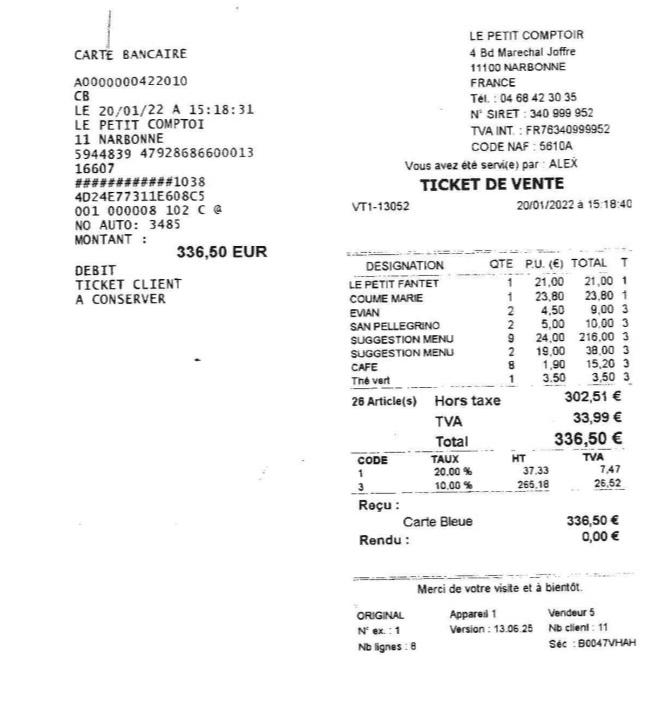 CARTE BANCAIRE
A0000000422010
CB
LE 20/01/22 A 15:18:31
LE PETIT COMPTOI
11 NARBONNE
5944839 47928686600013
16607
############1038
4D24E77311E608C5
001 000008 102 C @
NO AUTO: 3485
MONTANT :
336,50 EUR
DEBIT
TICKET CLIENT
A CONSERVER
LE PETIT COMPTOIR
4 Bd Marechal Joffre
11100 NARBONNE
FRANCE
Tél. : 04 68 42 30 35
N° SIRET : 340 999 952
TVA INT. : FR76340999952
CODE NAF : 5610A
Vous avez été servi(e) par : ALEX
TICKET DE VENTE
VT1-13052 20/01/2022 à 15:18:40
DESIGNATION QTE P.U. (€) TOTAL T
LE PETIT FANTET 1 21,00 21,00 1
COUME MARIE 1 23,80 23,80 1
EVIAN 2 4,50 9,00 3
SAN PELLEGRINO 2 5,00 10,00 3
SUGGESTION MENU 9 24,00 216,00 3
SUGGESTION MENU 2 19,00 38,00 3
CAFE 8 1,90 15,20 3
Thé vert 1 3,50 3,50 3
26 Article(s) Hors taxe 302,51 €
TVA 33,99 €
Total 336,50 €
CODE TAUX HT TVA
1 20,00 % 37,33 7,47
3 10,00 % 265,18 26,52
Reçu :
Carte Bleue 336,50 €
Rendu : 0,00 €
Merci de votre visite et à bientôt.
ORIGINAL Appareil 1 Vendeur 5
N° ex. : 1 Version : 13.06.25 Nb client : 11
Nb lignes : 8 Séc : B0047VHAH